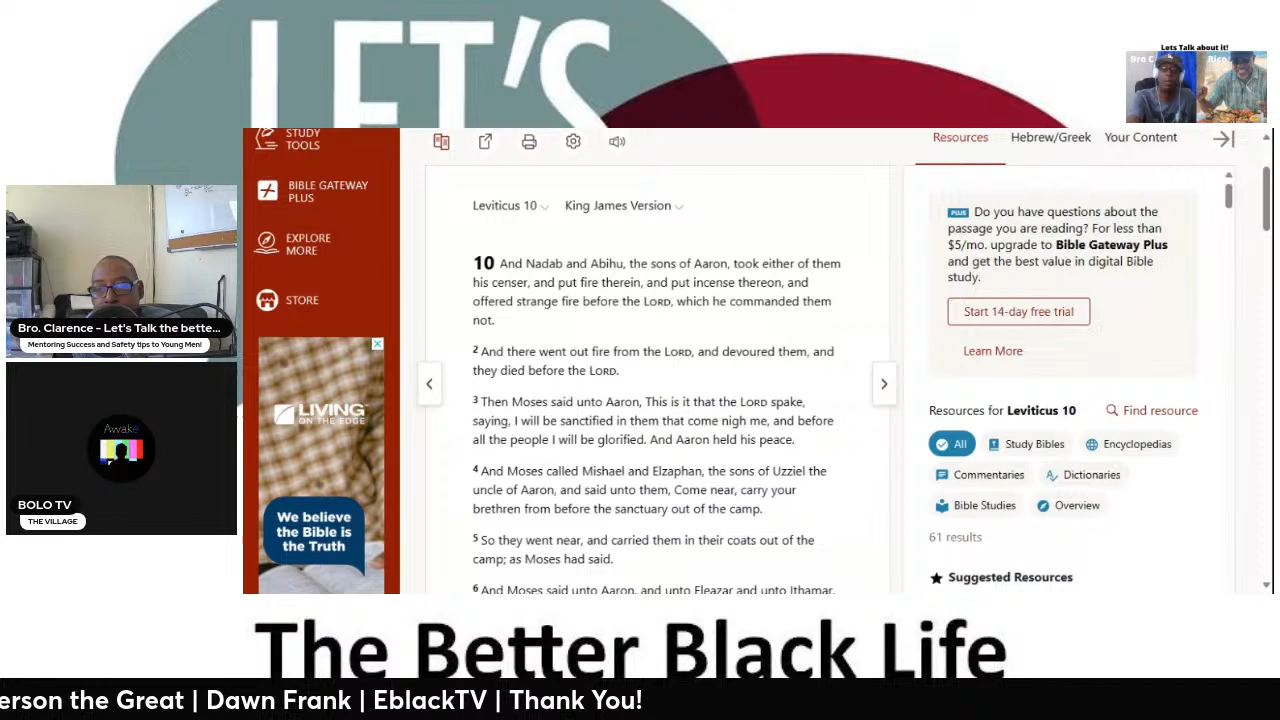 LET'S
Lets Talk about it!
Bro C
Rico
STUDY
TOOLS
BIBLE GATEWAY
PLUS
EXPLORE
MORE
STORE
LIVING
ON THE EDGE
We believe
the Bible is
the Truth
Leviticus 10
King James Version
10 And Nadab and Abihu, the sons of Aaron, took either of them
his censer, and put fire therein, and put incense thereon, and
offered strange fire before the LORD, which he commanded them
not.
2 And there went out fire from the LORD, and devoured them, and
they died before the LORD.
3 Then Moses said unto Aaron, This is it that the LORD spake,
saying, I will be sanctified in them that come nigh me, and before
all the people I will be glorified. And Aaron held his peace.
4 And Moses called Mishael and Elzaphan, the sons of Uzziel the
uncle of Aaron, and said unto them, Come near, carry your
brethren from before the sanctuary out of the camp.
5 So they went near, and carried them in their coats out of the
camp; as Moses had said.
6 And Moses said unto Aaron, and unto Eleazar and unto Ithamar,
Resources
Hebrew/Greek
Your Content
PLUS Do you have questions about the
passage you are reading? For less than
$5/mo. upgrade to Bible Gateway Plus
and get the best value in digital Bible
study.
Start 14-day free trial
Learn More
Resources for Leviticus 10
Find resource
All
Study Bibles
Encyclopedias
Commentaries
Dictionaries
Bible Studies
Overview
61 results
Suggested Resources
Bro. Clarence - Let's Talk the bette...
Mentoring Success and Safety tips to Young Men!
Awake
BOLO TV
THE VILLAGE
The Better Black Life
erson the Great | Dawn Frank | EblackTV | Thank You!